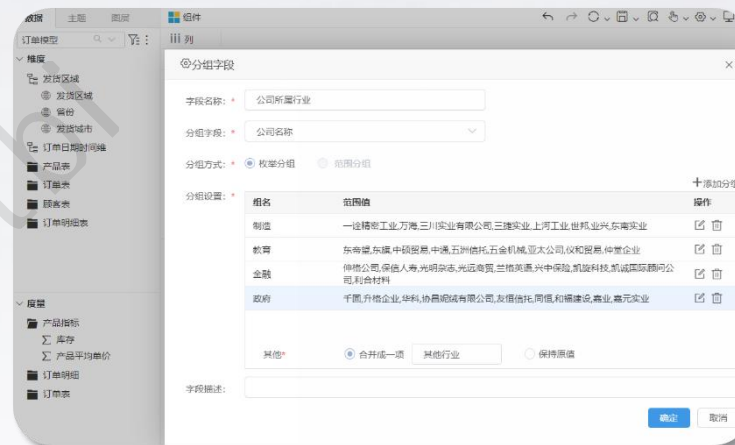 数据 主题 图层
组件
订单模型
列
维度
发货区域
发货区域
省份
发货城市
订单日期时间维
产品表
订单表
顾客表
订单明细表
度量
产品指标
库存
产品平均单价
订单明细
订单表
分组字段
字段名称：* 公司所属行业
分组字段：* 公司名称
分组方式：* 枚举分组 范围分组
+添加分组
分组设置：* 组名 范围值 操作
制造 一诠精密工业,万海,三川实业有限公司,三捷实业,上河工业,世邦,业兴,东南实业
教育 东帝望,东旗,中硕贸易,中通,五洲信托,五金机械,亚太公司,仪和贸易,仲堂企业
金融 伸格公司,保信人寿,光明杂志,光远商贸,兰格英语,兴中保险,凯旋科技,凯诚国际顾问公
司,利合材料
政府 千固,升格企业,华科,协昌妮绒有限公司,友恒信托,同恒,和福建设,嘉业,嘉元实业
其他* 合并成一项 其他行业 保持原值
字段描述：
确定 取消
bi